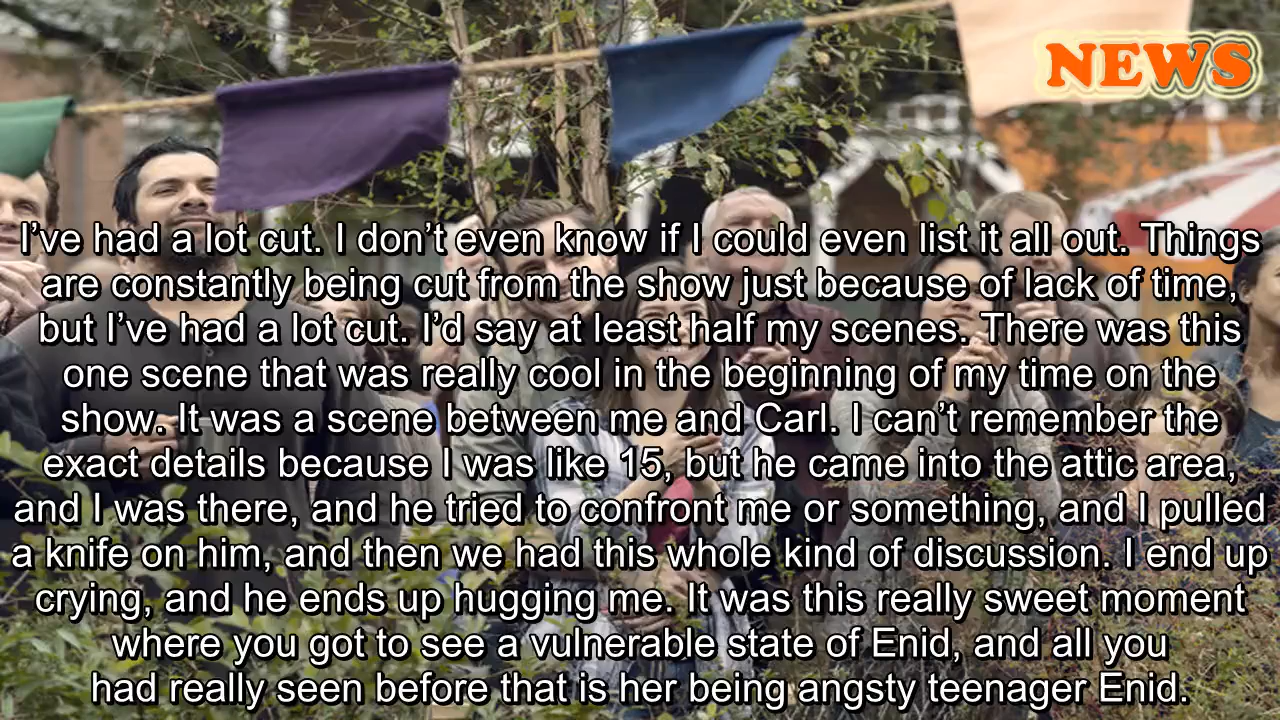 NEWS
I've had a lot cut. I don't even know if I could even list it all out. Things
are constantly being cut from the show just because of lack of time,
but I've had a lot cut. I'd say at least half my scenes. There was this
one scene that was really cool in the beginning of my time on the
show. It was a scene between me and Carl. I can't remember the
exact details because I was like 15, but he came into the attic area,
and I was there, and he tried to confront me or something, and I pulled
a knife on him, and then we had this whole kind of discussion. I end up
crying, and he ends up hugging me. It was this really sweet moment
where you got to see a vulnerable state of Enid, and all you
had really seen before that is her being angsty teenager Enid.